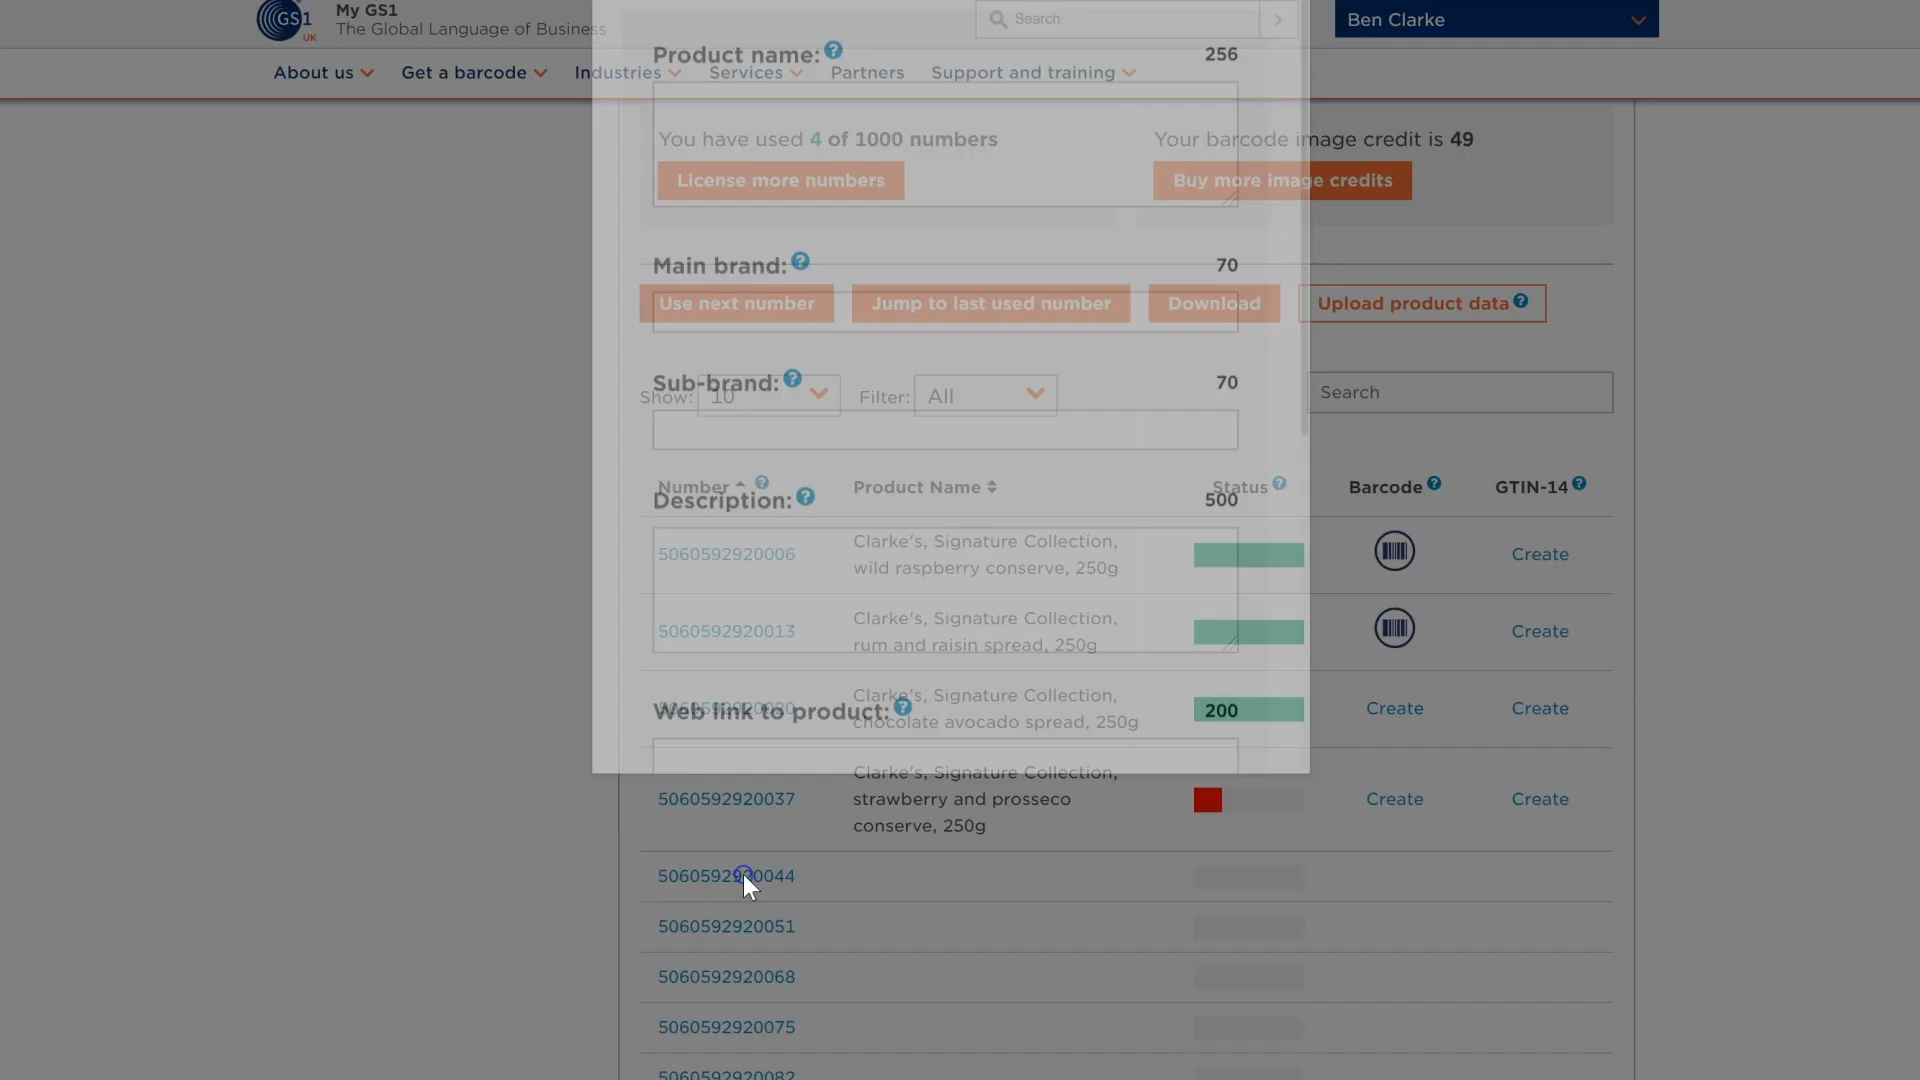 GS1
UK
My GS1
The Global Language of Business
Search
Ben Clarke
Product name: ? 256
About us
Get a barcode
Industries
Services
Partners
Support and training
You have used 4 of 1000 numbers
Your barcode image credit is 49
License more numbers
Buy more image credits
Main brand: ? 70
Use next number
Jump to last used number
Download
Upload product data ?
Sub-brand: ? 70
Show: 10
Filter: All
Search
Number ?
Product Name
Status ?
Barcode ?
GTIN-14 ?
Description: ? 500
5060592920006
Clarke's, Signature Collection,
wild raspberry conserve, 250g
Create
5060592920013
Clarke's, Signature Collection,
rum and raisin spread, 250g
Create
5060592920020
Clarke's, Signature Collection,
chocolate avocado spread, 250g
Create
Create
Web link to product: ? 200
5060592920037
Clarke's, Signature Collection,
strawberry and prosseco
conserve, 250g
Create
Create
5060592920044
5060592920051
5060592920068
5060592920075
5060592920082